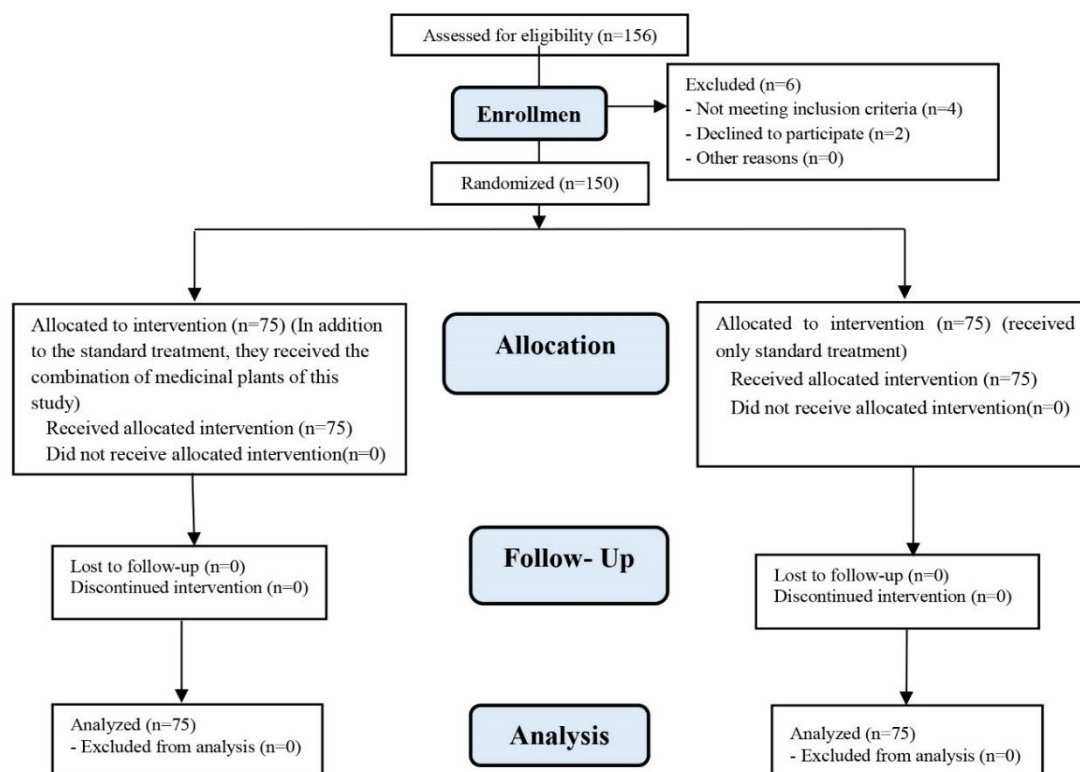 Assessed for eligibility (n=156)
Excluded (n=6)
- Not meeting inclusion criteria (n=4)
- Declined to participate (n=2)
- Other reasons (n=0)
Enrollmen
Randomized (n=150)
Allocated to intervention (n=75) (In addition
to the standard treatment, they received the
combination of medicinal plants of this
study)
Received allocated intervention (n=75)
Did not receive allocated intervention(n=0)
Allocation
Allocated to intervention (n=75) (received
only standard treatment)
Received allocated intervention (n=75)
Did not receive allocated intervention(n=0)
Lost to follow-up (n=0)
Discontinued intervention (n=0)
Follow- Up
Lost to follow-up (n=0)
Discontinued intervention (n=0)
Analyzed (n=75)
- Excluded from analysis (n=0)
Analysis
Analyzed (n=75)
- Excluded from analysis (n=0)